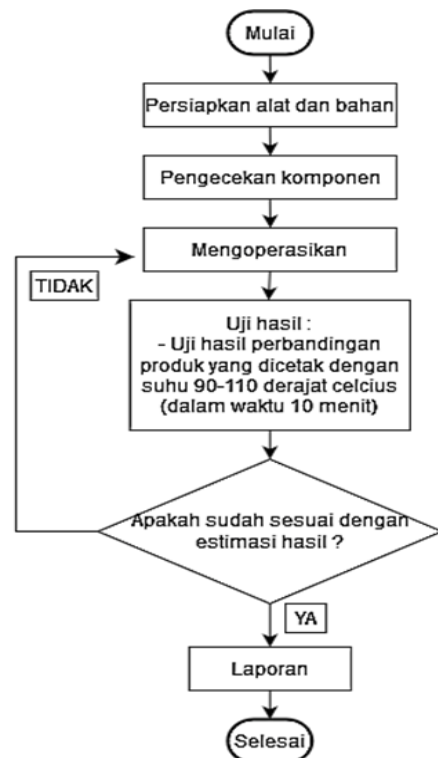 Mulai
Persiapkan alat dan bahan
Pengecekan komponen
Mengoperasikan
TIDAK
Uji hasil :
- Uji hasil perbandingan
produk yang dicetak dengan
suhu 90-110 derajat celcius
(dalam waktu 10 menit)
Apakah sudah sesuai dengan
estimasi hasil ?
YA
Laporan
Selesai